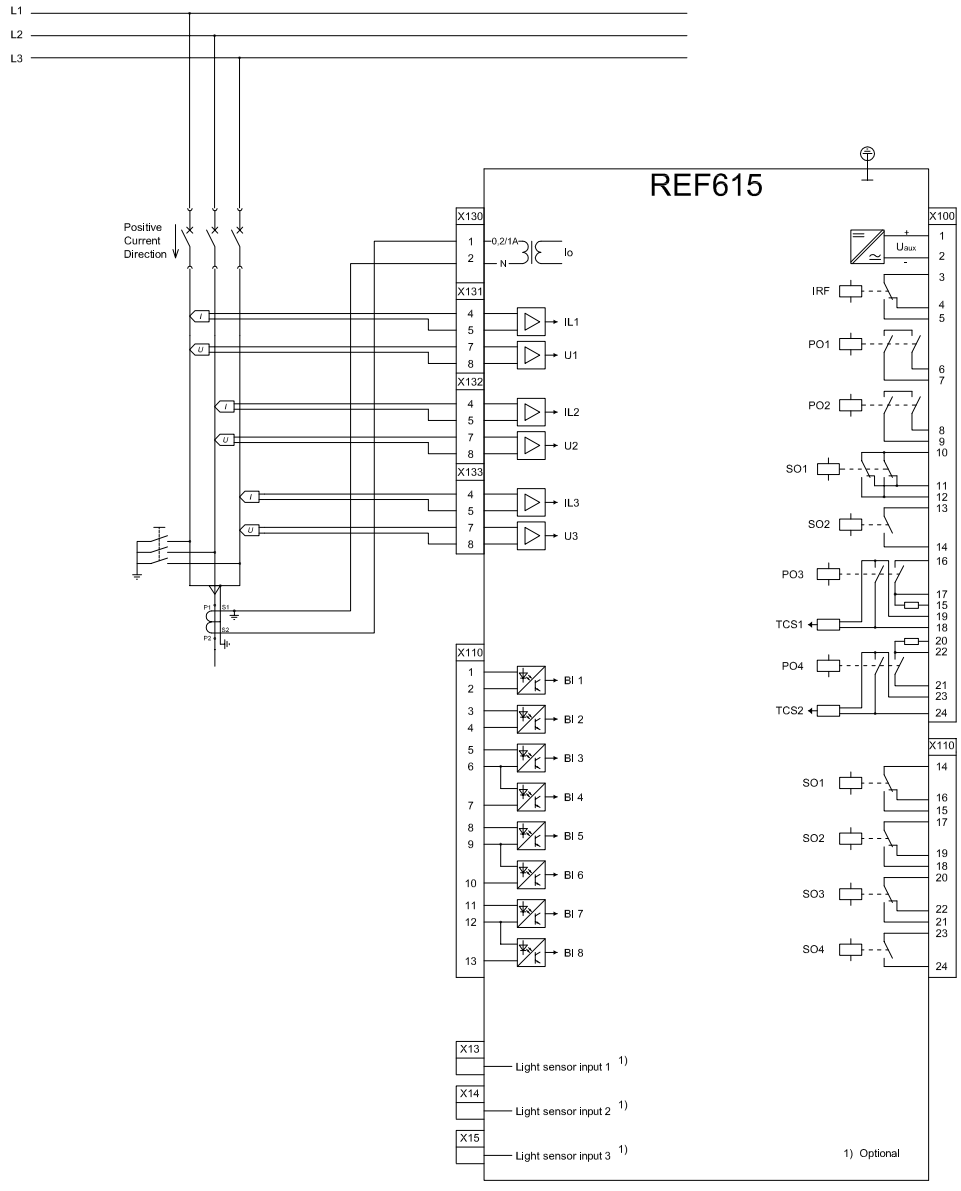 L1
L2
L3
REF615
Positive
Current
Direction
X130
1
2
0,2/1A
N
Io
X131
4
5
7
8
I
U
IL1
U1
X132
4
5
7
8
I
U
IL2
U2
X133
4
5
7
8
I
U
IL3
U3
P1
S1
P2
S2
X110
1
2
BI 1
3
4
BI 2
5
6
BI 3
7
BI 4
8
9
BI 5
10
BI 6
11
12
BI 7
13
BI 8
X13
Light sensor input 1 1)
X14
Light sensor input 2 1)
X15
Light sensor input 3 1)
X100
+
Uaux
-
1
2
IRF
3
4
5
PO1
6
7
PO2
8
9
SO1
10
11
12
SO2
13
14
PO3
TCS1
16
17
15
19
18
PO4
TCS2
20
22
21
23
24
X110
SO1
14
16
15
SO2
17
19
18
SO3
20
22
21
SO4
23
24
1) Optional